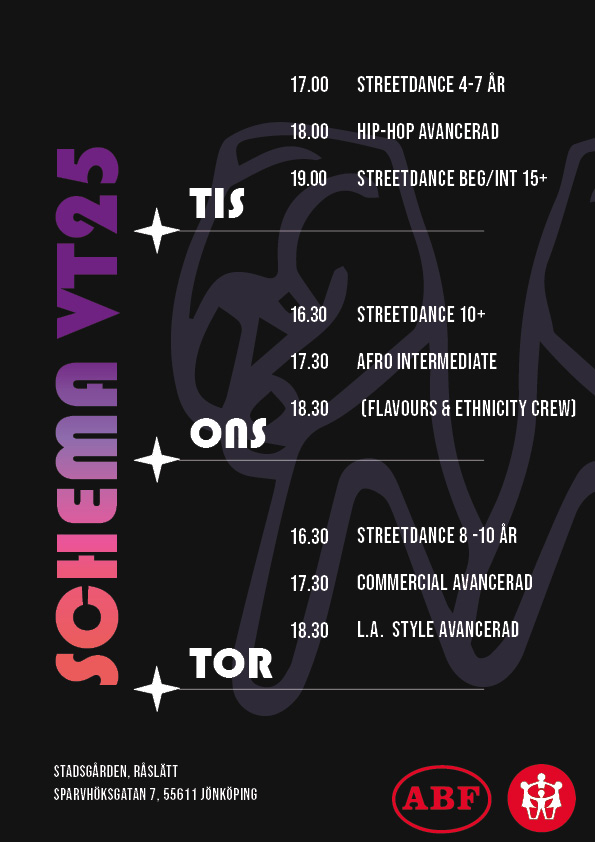 SCHEMA VT25
17.00 STREETDANCE 4-7 ÅR
18.00 HIP-HOP AVANCERAD
19.00 STREETDANCE BEG/INT 15+
TIS
16.30 STREETDANCE 10+
17.30 AFRO INTERMEDIATE
18.30 (FLAVOURS & ETHNICITY CREW)
ONS
16.30 STREETDANCE 8 -10 ÅR
17.30 COMMERCIAL AVANCERAD
18.30 L.A. STYLE AVANCERAD
TOR
STADSGÅRDEN, RÅSLÄTT
SPARVHÖKSGATAN 7, 55611 JÖNKÖPING
ABF